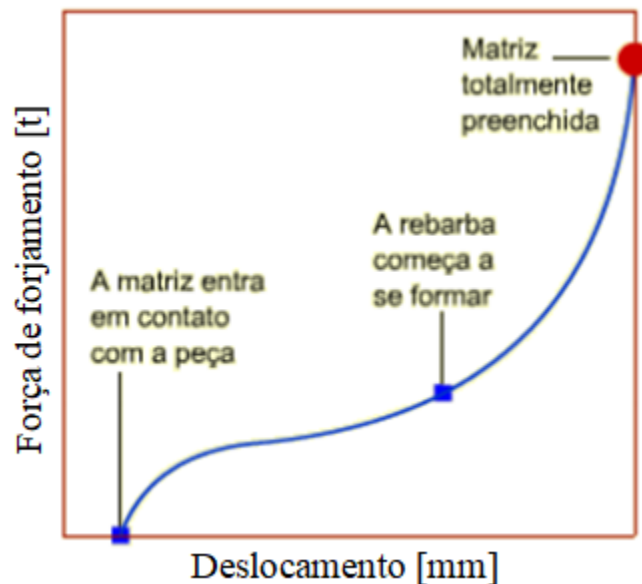 Matriz
totalmente
preenchida
A rebarba
começa a
se formar
A matriz entra
em contato
com a peça
Força de forjamento [t]
Deslocamento [mm]